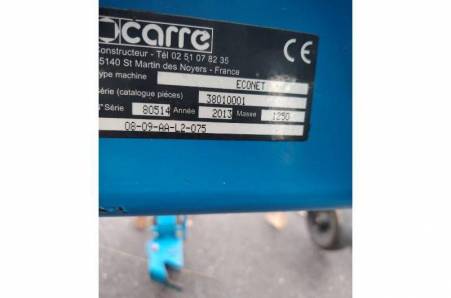 carre
Constructeur - Tél 02 51 07 82 35
85140 St Martin des Noyers - France
Type machine ECONET
Série (catalogue pièces) 38010001
N° Série 80514 Année 2013 Masse 1250
08-09-AA-L2-075
CE